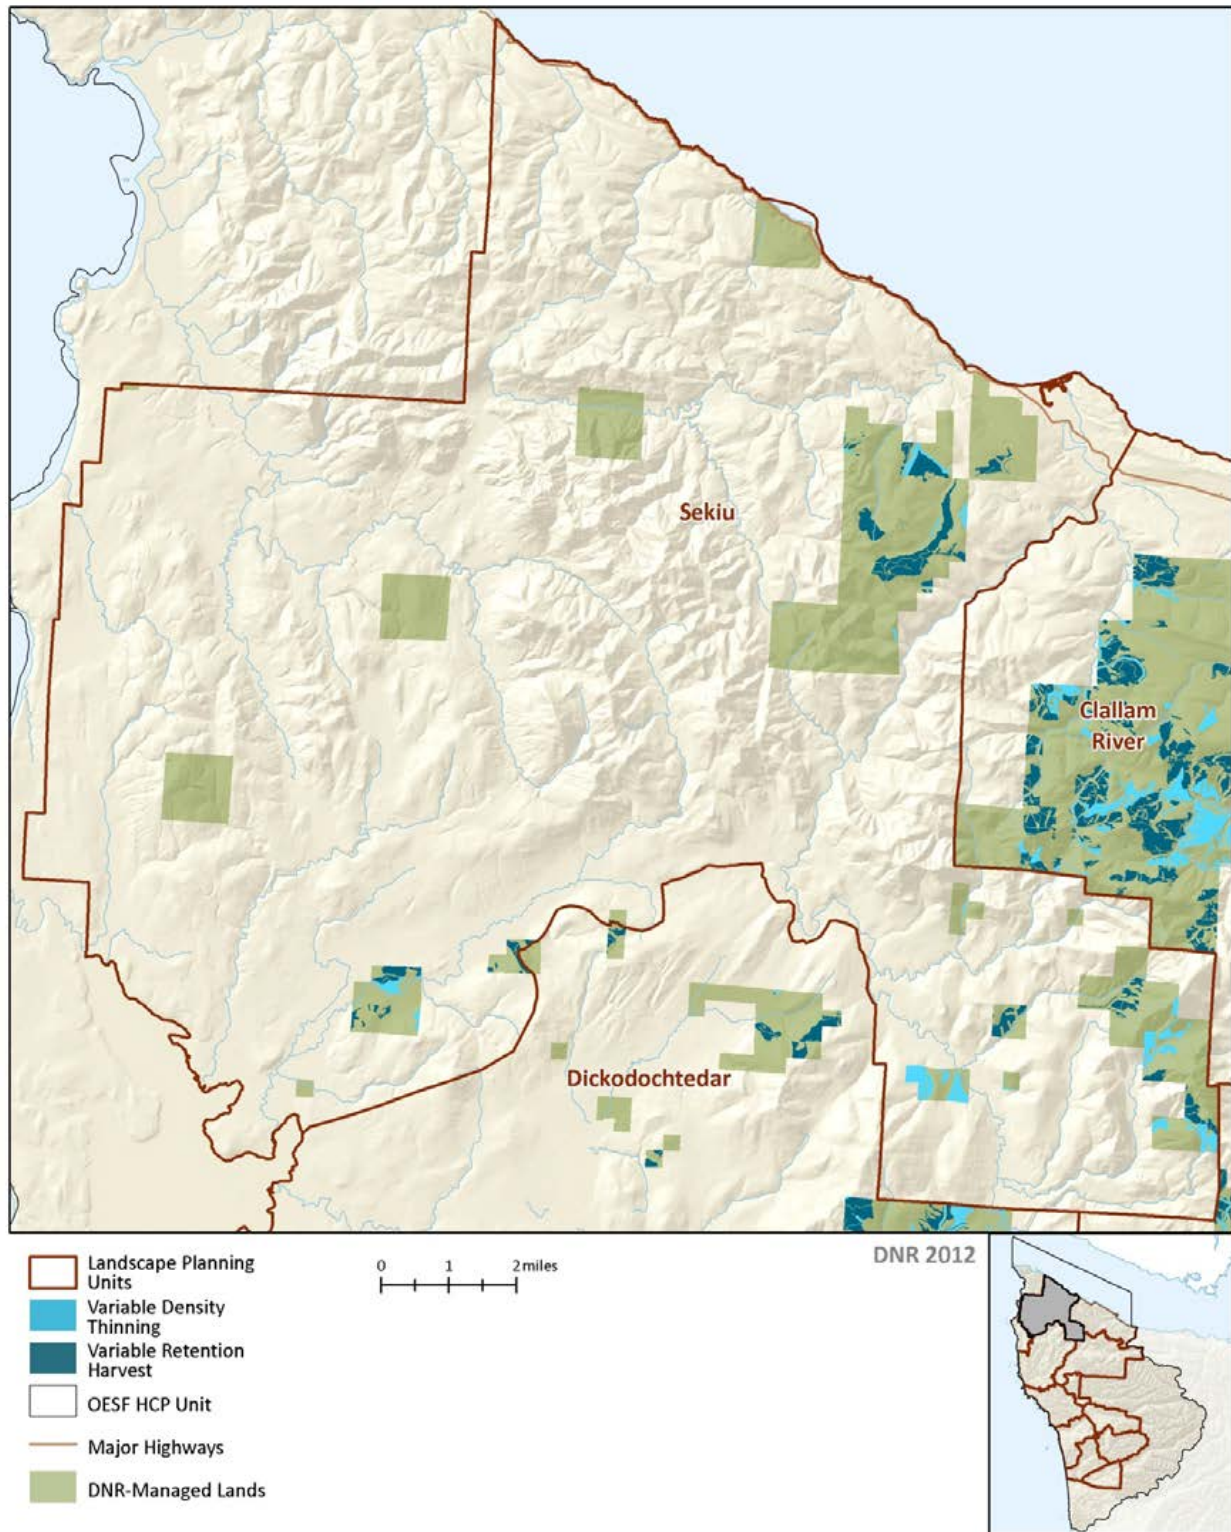 Sekiu
Clallam
River
Dickodochtedar
Landscape Planning
Units
Variable Density
Thinning
Variable Retention
Harvest
OESF HCP Unit
Major Highways
DNR-Managed Lands
0 1 2 miles
DNR 2012